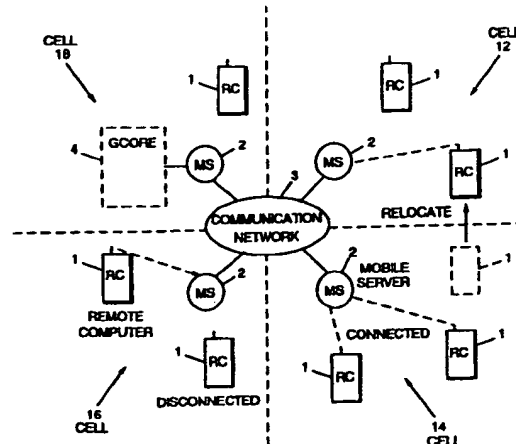 CELL
18
1
RC
1
RC
CELL
12
GCORE
4
MS
2
MS
2
3
1
RC
COMMUNICATION
NETWORK
RELOCATE
1
RC
REMOTE
COMPUTER
MS
2
2
MS
MOBILE
SERVER
1
CONNECTED
1
RC
DISCONNECTED
RC
1
RC
1
16
CELL
14
CELL